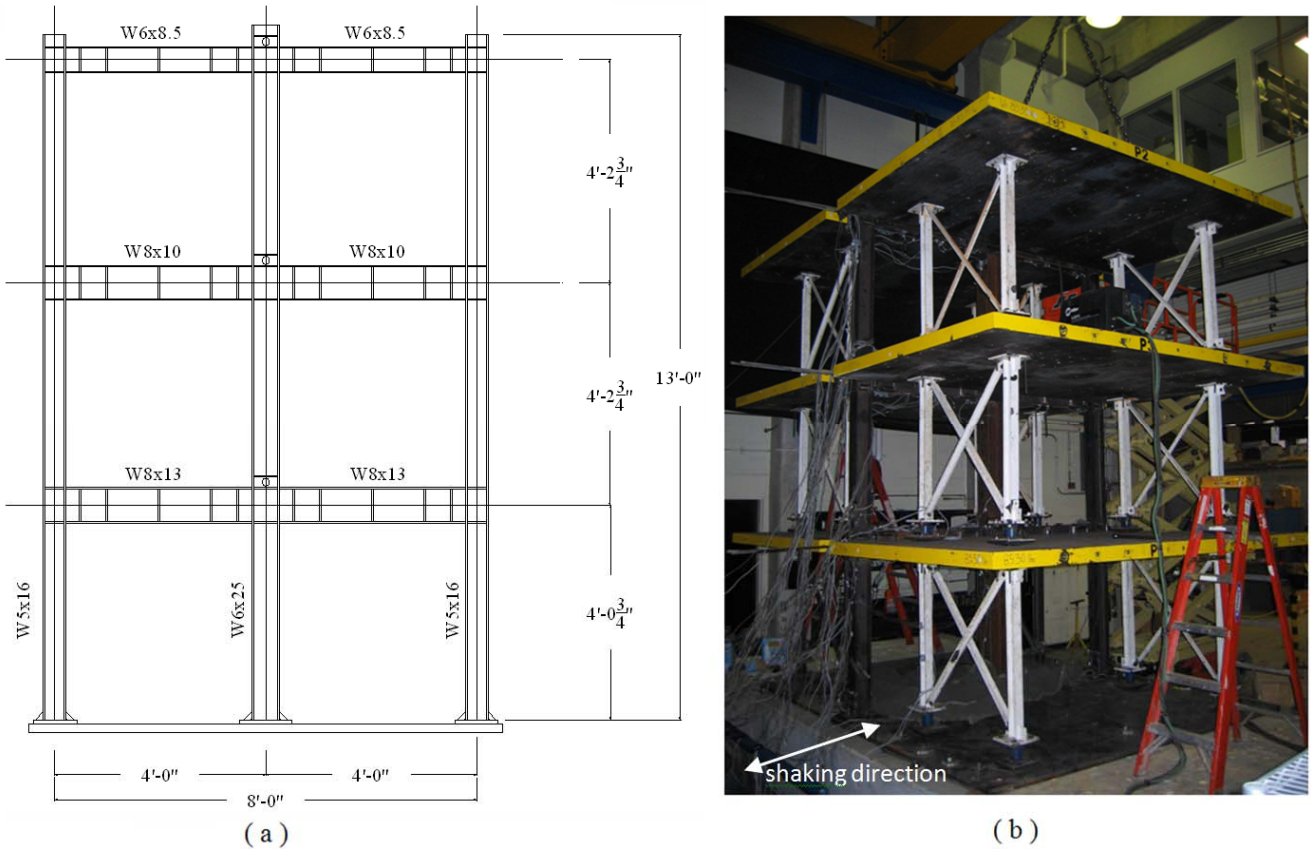 W6x8.5
W6x8.5
4'-2 3/4"
W8x10
W8x10
4'-2 3/4"
13'-0"
W8x13
W8x13
W5x16
W6x25
W5x16
4'-0 3/4"
4'-0"
4'-0"
8'-0"
( a )
P2
P3
P
shaking direction
( b )